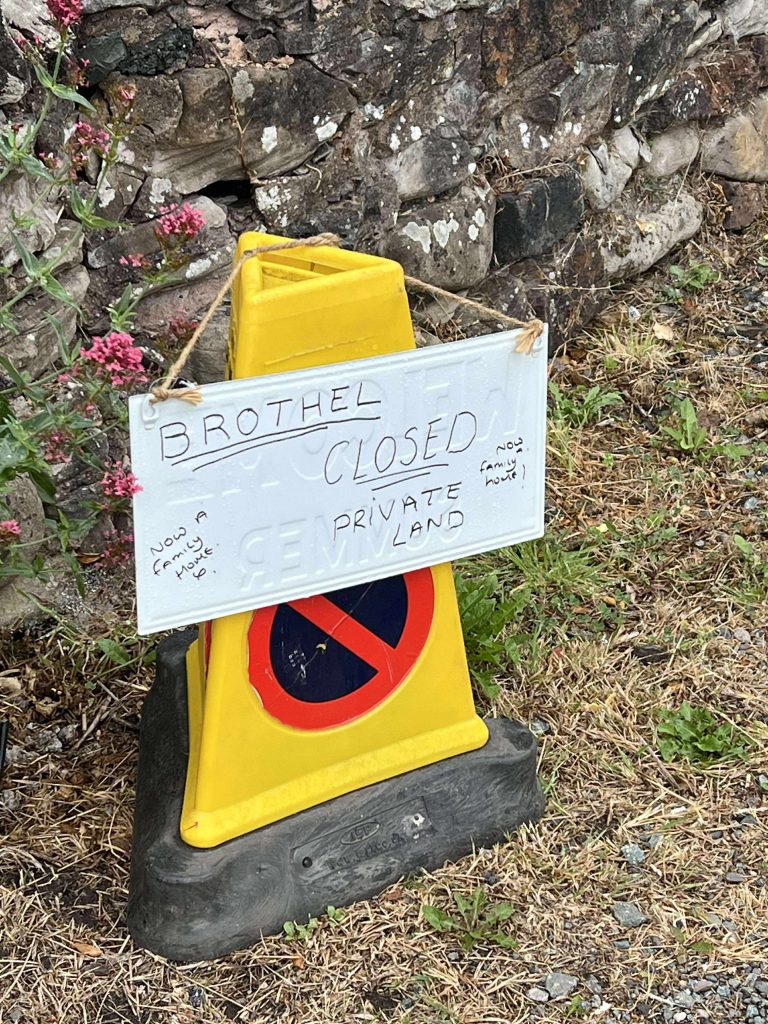 BROTHEL
CLOSED
NOW
a
family
home!
PRIVATE
LAND
NOW A
family
Home.